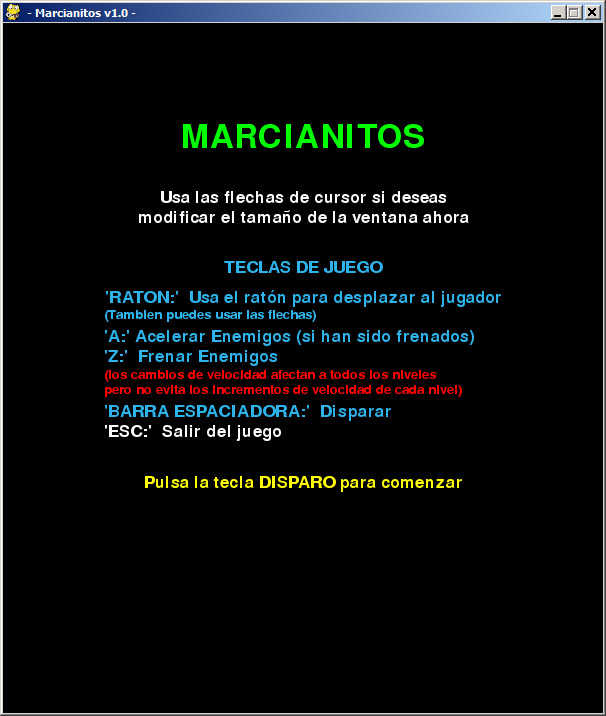 - Marcianitos v1.0 -
MARCIANITOS
Usa las flechas de cursor si deseas
modificar el tamaño de la ventana ahora
TECLAS DE JUEGO
'RATON:'  Usa el ratón para desplazar al jugador
(Tambien puedes usar las flechas)
'A:' Acelerar Enemigos (si han sido frenados)
'Z:'  Frenar Enemigos
(los cambios de velocidad afectan a todos los niveles
pero no evita los incrementos de velocidad de cada nivel)
'BARRA ESPACIADORA:'  Disparar
'ESC:'  Salir del juego
Pulsa la tecla DISPARO para comenzar